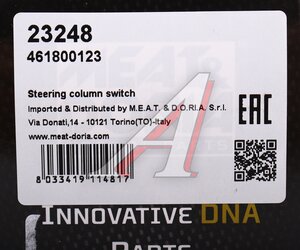 23248
461800123
Steering column switch
Imported & Distributed by M.E.A.T. & D.O.R.I.A. S.r.l.
Via Donati,14 - 10121 Torino(TO)-Italy
www.meat-doria.com
EAC
8 033419 114817
INNOVATIVE DNA
PARTS